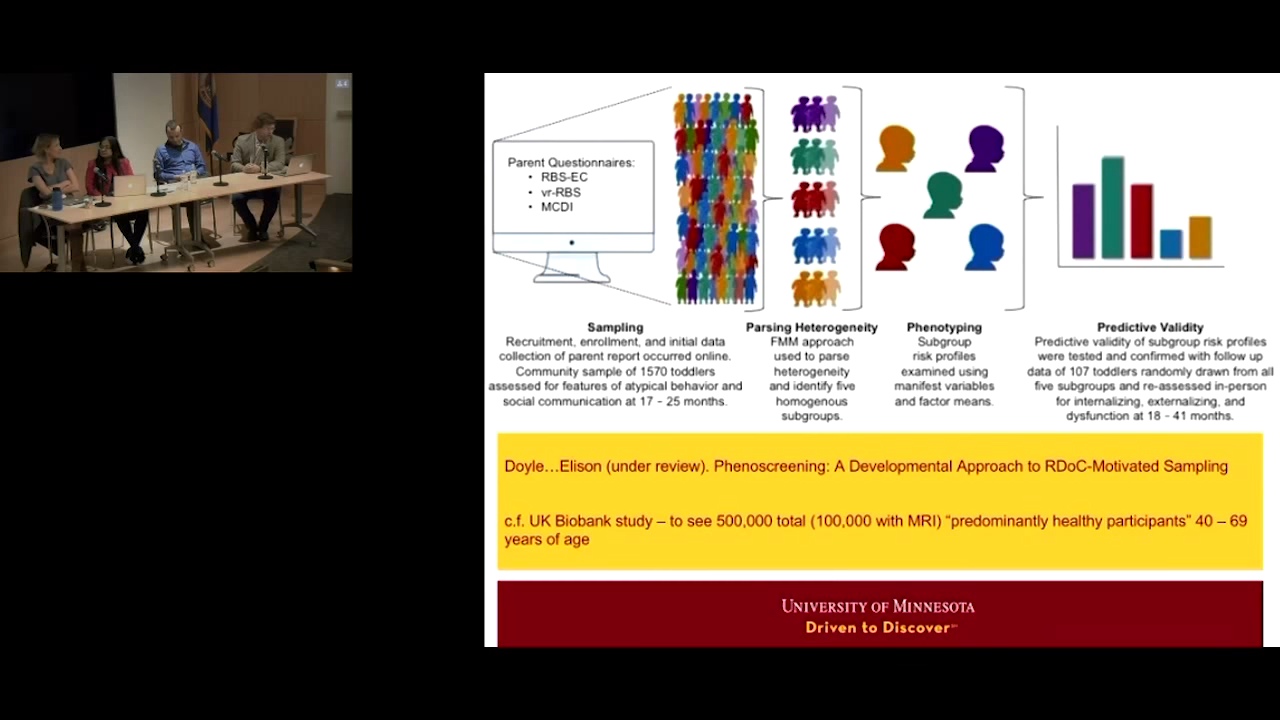 Parent Questionnaires:
• RBS-EC
• vr-RBS
• MCDI
Sampling
Recruitment, enrollment, and initial data
collection of parent report occurred online.
Community sample of 1570 toddlers
assessed for features of atypical behavior and
social communication at 17 - 25 months.
Parsing Heterogeneity
FMM approach
used to parse
heterogeneity
and identify five
homogenous
subgroups.
Phenotyping
Subgroup
risk profiles
examined using
manifest variables
and factor means.
Predictive Validity
Predictive validity of subgroup risk profiles
were tested and confirmed with follow up
data of 107 toddlers randomly drawn from all
five subgroups and re-assessed in-person
for internalizing, externalizing, and
dysfunction at 18 - 41 months.
Doyle…Elison (under review). Phenoscreening: A Developmental Approach to RDoC-Motivated Sampling
c.f. UK Biobank study – to see 500,000 total (100,000 with MRI) “predominantly healthy participants” 40 – 69
years of age
UNIVERSITY OF MINNESOTA
Driven to Discover